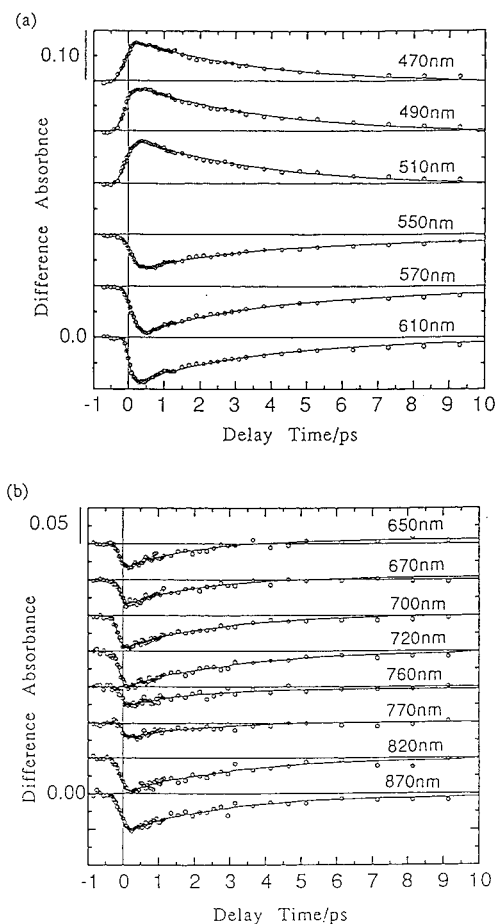 (a)
0.10
470nm
490nm
510nm
550nm
570nm
610nm
0.0
Difference Absorbnce
-1 0 1 2 3 4 5 6 7 8 9 10
Delay Time/ps
(b)
0.05
650nm
670nm
700nm
720nm
760nm
770nm
820nm
870nm
0.00
Difference Absorbance
-1 0 1 2 3 4 5 6 7 8 9 10
Delay Time/ps